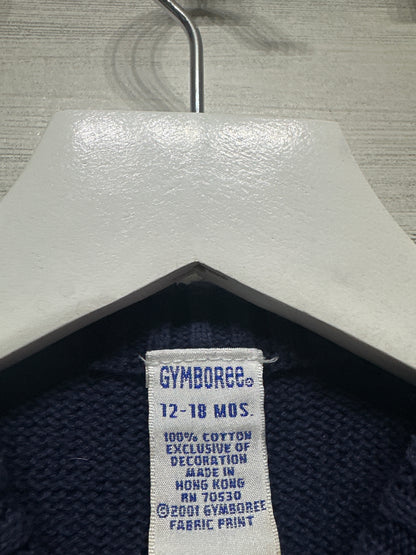 GYMBOREE®
12-18 MOS.
100% COTTON
EXCLUSIVE OF
DECORATION
MADE IN
HONG KONG
RN 70530
©2001 GYMBOREE
FABRIC PRINT